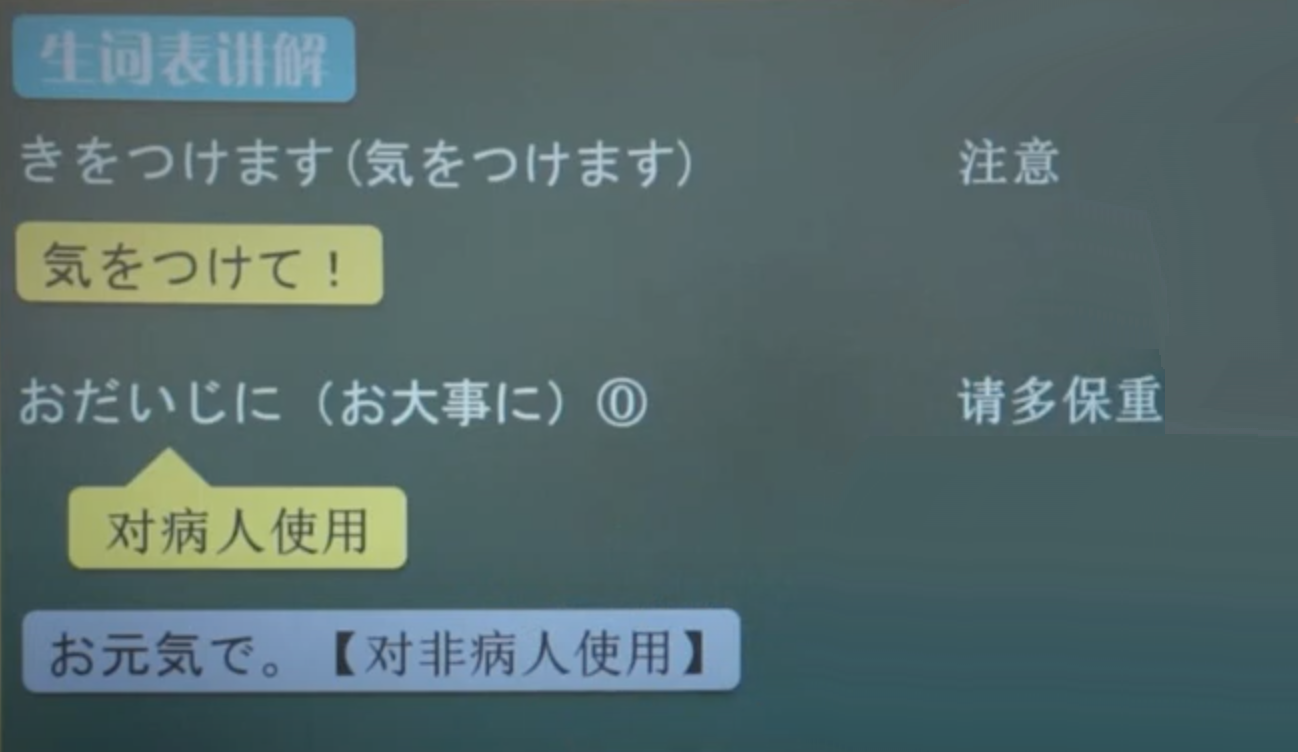 生词表讲解
きをつけます(気をつけます) 注意
気をつけて！
おだいじに（お大事に）⓪ 请多保重
对病人使用
お元気で。【对非病人使用】